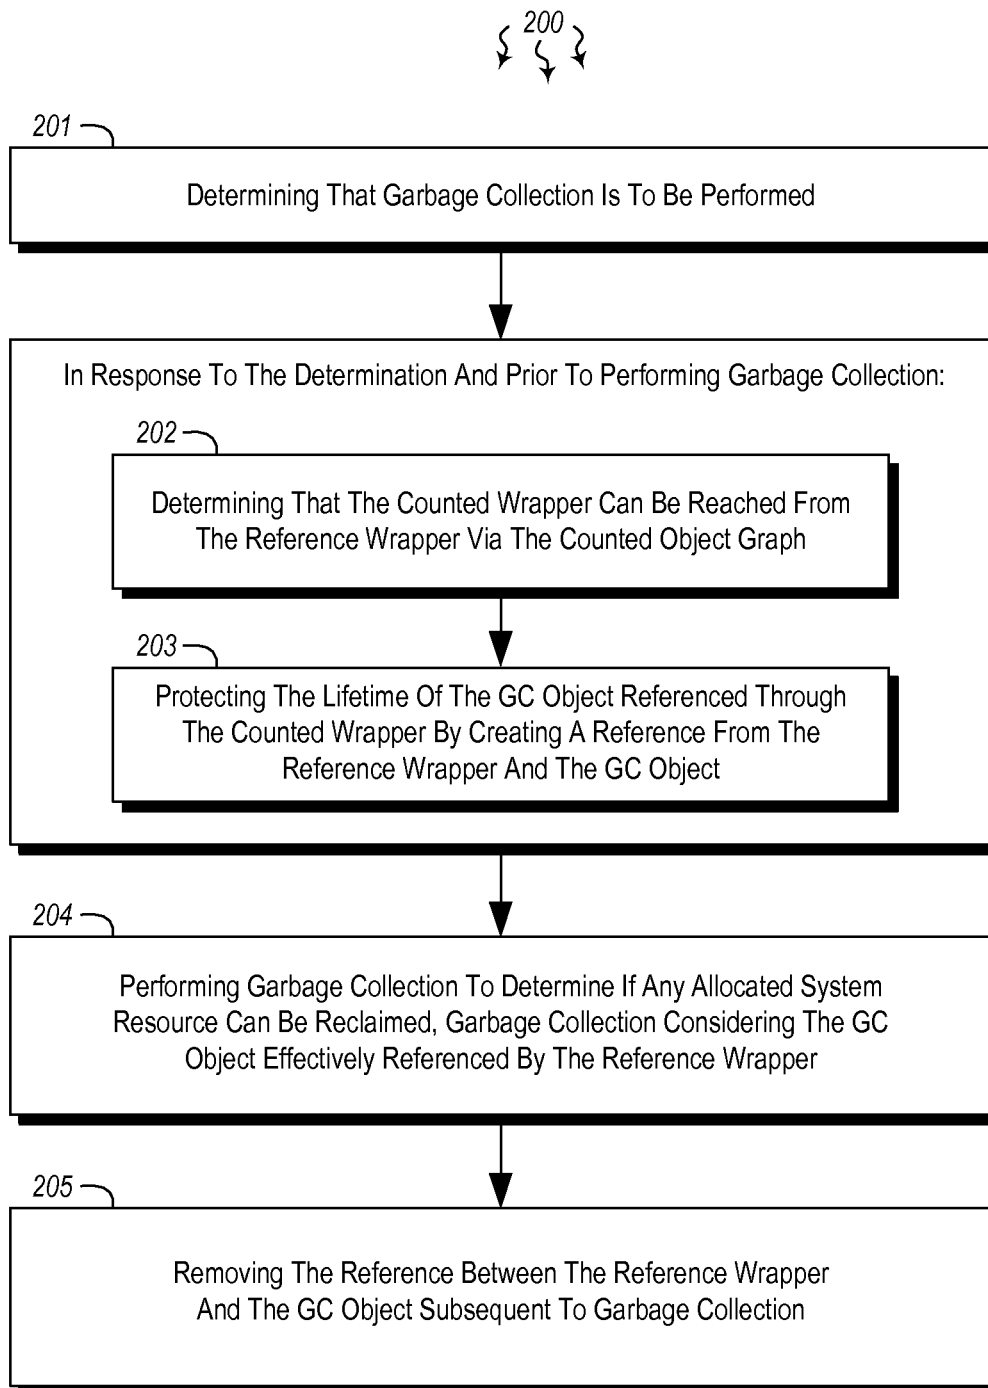 200
201
Determining That Garbage Collection Is To Be Performed
In Response To The Determination And Prior To Performing Garbage Collection:
202
Determining That The Counted Wrapper Can Be Reached From
The Reference Wrapper Via The Counted Object Graph
203
Protecting The Lifetime Of The GC Object Referenced Through
The Counted Wrapper By Creating A Reference From The
Reference Wrapper And The GC Object
204
Performing Garbage Collection To Determine If Any Allocated System
Resource Can Be Reclaimed, Garbage Collection Considering The GC
Object Effectively Referenced By The Reference Wrapper
205
Removing The Reference Between The Reference Wrapper
And The GC Object Subsequent To Garbage Collection